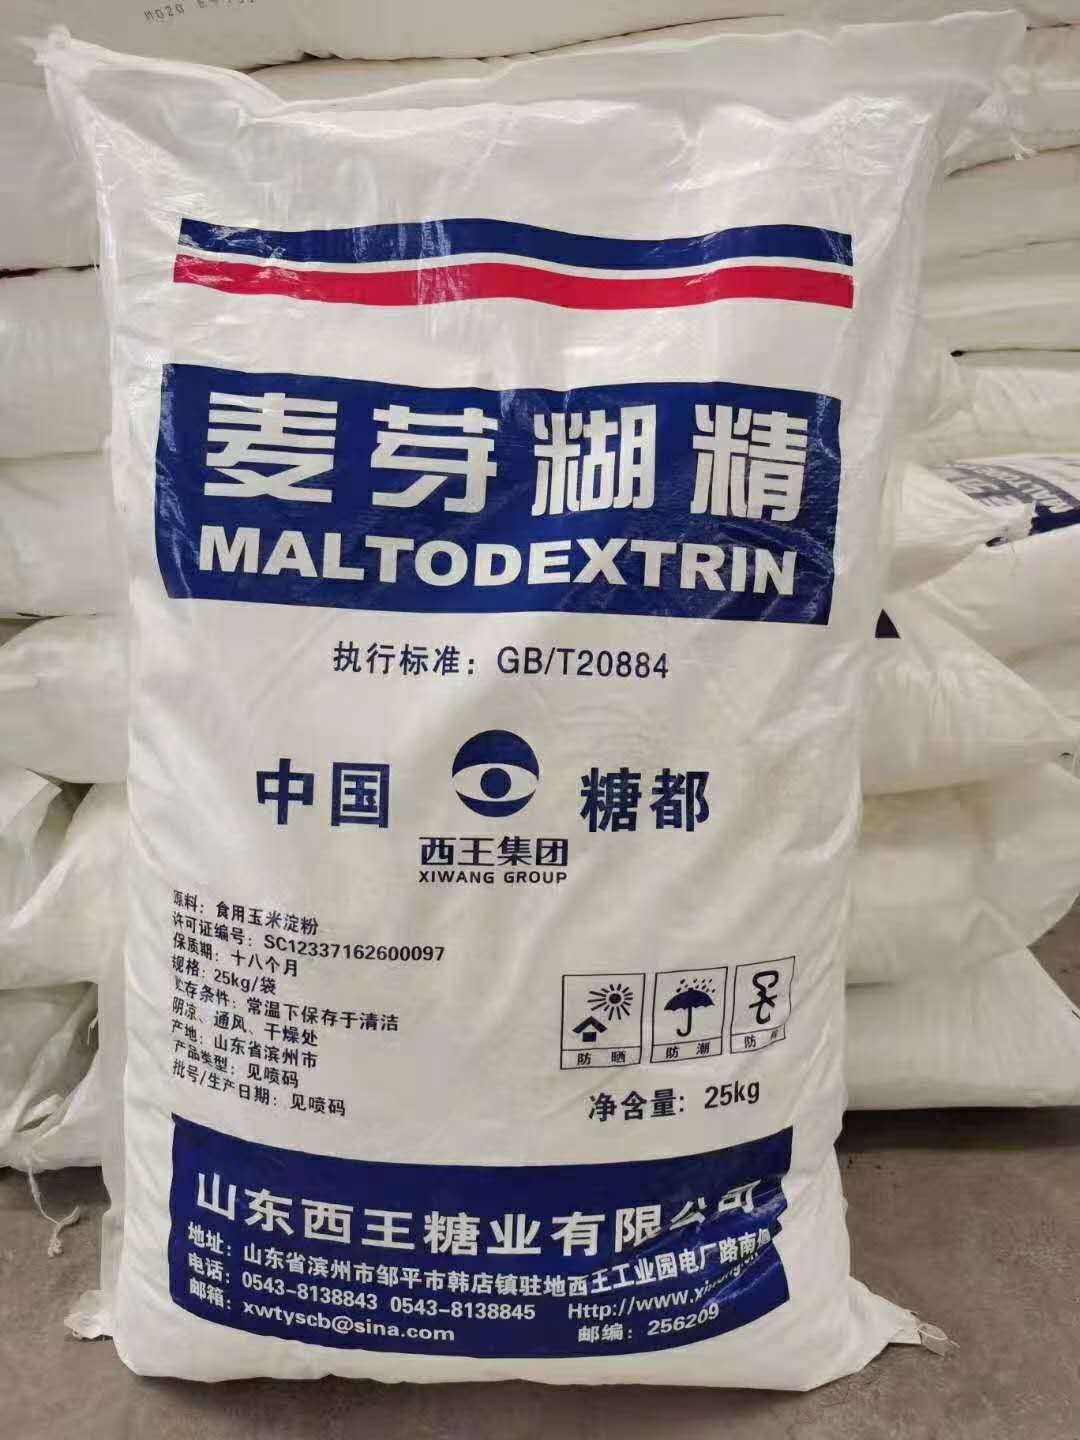 麦芽糊精
MALTODEXTRIN
执行标准：GB/T20884
中国 糖都
西王集团
XIWANG GROUP
原料：食用玉米淀粉
许可证编号：SC12337162600097
保质期：十八个月
规格：25kg/袋
贮存条件：常温下保存于清洁
阴凉、通风、干燥处
产地：山东省滨州市
产品类型：见喷码
批号/生产日期：见喷码
防晒 防潮 防
净含量：25kg
山东西王糖业有限公司
地址：山东省滨州市邹平市韩店镇驻地西王工业园电厂路南侧
电话：0543-8138843 0543-8138845 Http://www.
邮箱：xwtyscb@sina.com 邮编：256209
MALTO